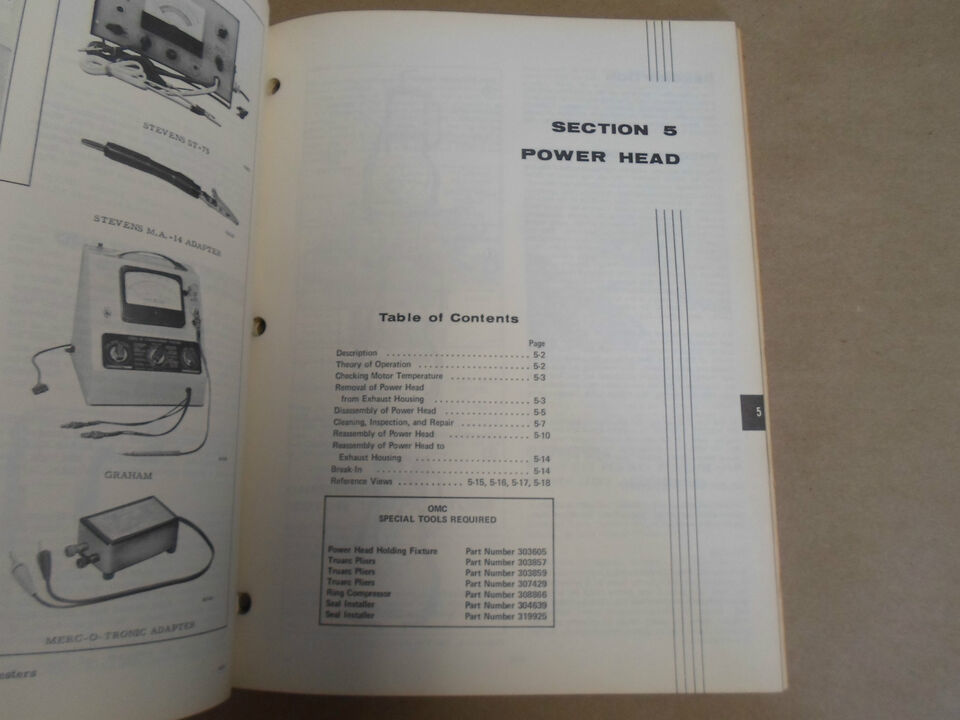 STEVENS ST-75
STEVENS M.A.-14 ADAPTER
GRAHAM
MERC-O-TRONIC ADAPTER
SECTION 5
POWER HEAD
Table of Contents
Page
Description . . . . . . . . . . . . . . . . . . . . . . 5-2
Theory of Operation . . . . . . . . . . . . . . . . . . 5-2
Checking Motor Temperature . . . . . . . . . . . . . 5-3
Removal of Power Head
from Exhaust Housing . . . . . . . . . . . . . . . 5-3
Disassembly of Power Head . . . . . . . . . . . . . . 5-5
Cleaning, Inspection, and Repair . . . . . . . . . . . 5-7
Reassembly of Power Head . . . . . . . . . . . . . . 5-10
Reassembly of Power Head to
Exhaust Housing . . . . . . . . . . . . . . . . . . 5-14
Break-In . . . . . . . . . . . . . . . . . . . . . . . 5-14
Reference Views . . . . . . . . . . . . 5-15, 5-16, 5-17, 5-18
OMC
SPECIAL TOOLS REQUIRED
Power Head Holding Fixture Part Number 303605
Truarc Pliers Part Number 303857
Truarc Pliers Part Number 303859
Truarc Pliers Part Number 307429
Ring Compressor Part Number 308866
Seal Installer Part Number 304639
Seal Installer Part Number 319925
5